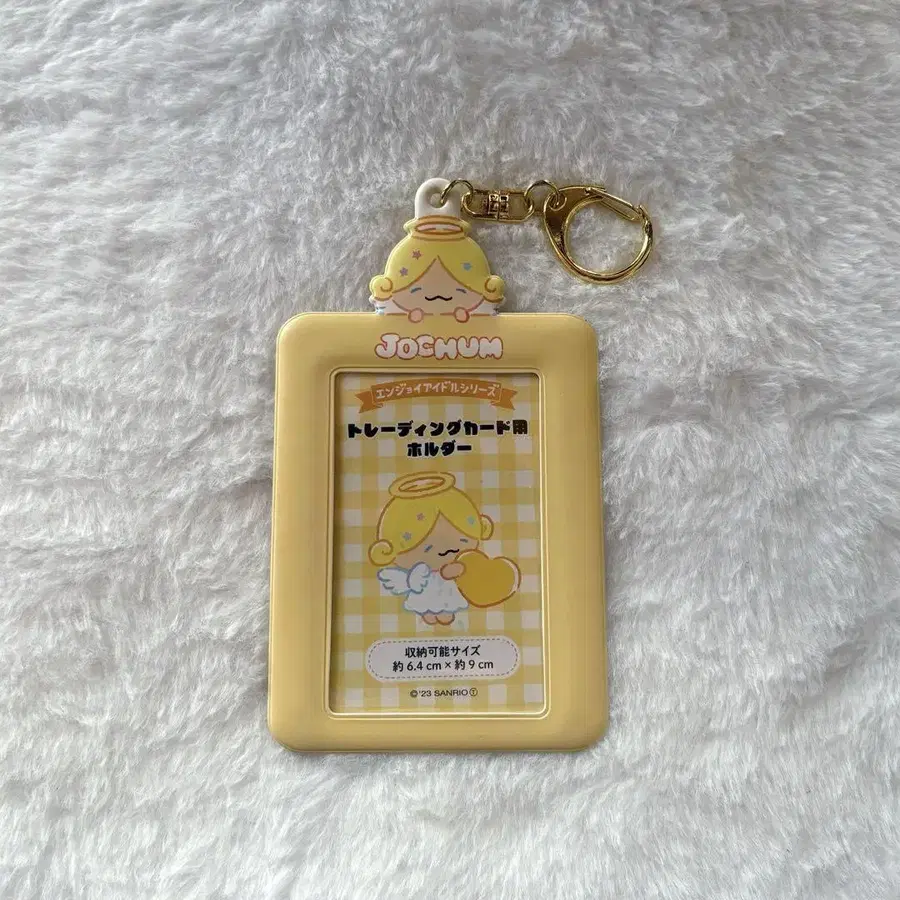 JOCHUM
エンジョイアイドルシリーズ
トレーディングカード用
ホルダー
収納可能サイズ
約 6.4 cm × 約 9 cm
©'23 SANRIO Ⓣ